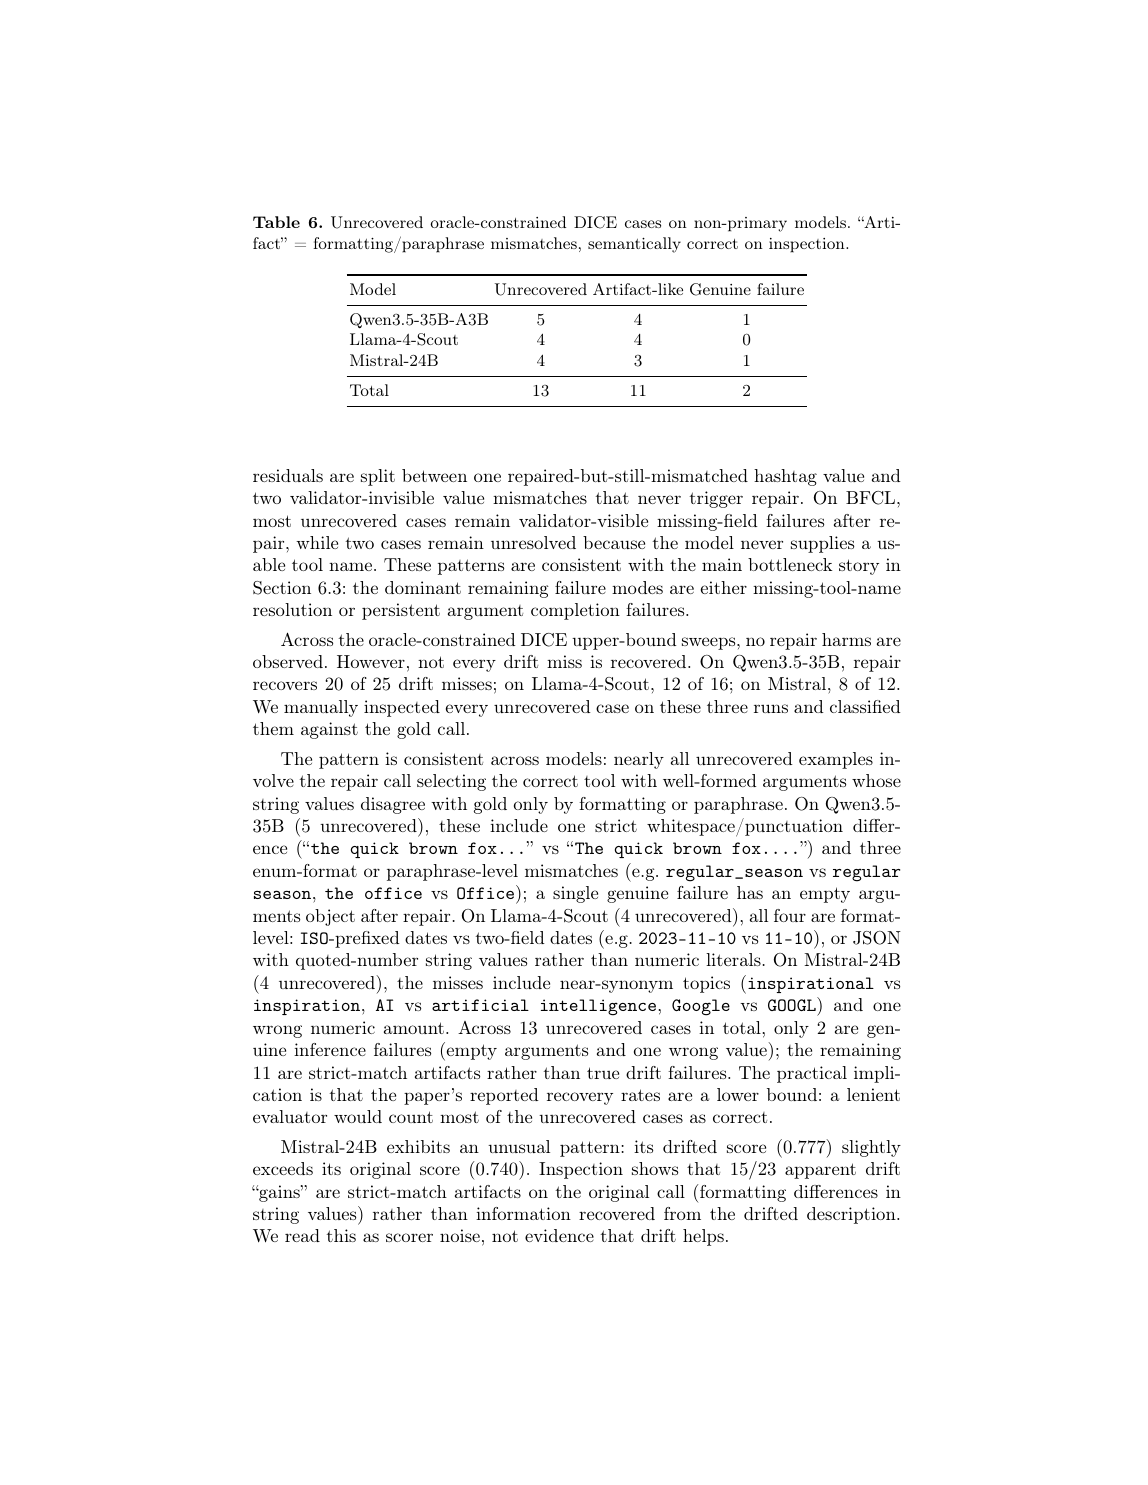 Table 6. Unrecovered oracle-constrained DICE cases on non-primary models. “Arti-
fact” = formatting/paraphrase mismatches, semantically correct on inspection.
Model Unrecovered Artifact-like Genuine failure
Qwen3.5-35B-A3B 5 4 1
Llama-4-Scout 4 4 0
Mistral-24B 4 3 1
Total 13 11 2
residuals are split between one repaired-but-still-mismatched hashtag value and
two validator-invisible value mismatches that never trigger repair. On BFCL,
most unrecovered cases remain validator-visible missing-field failures after re-
pair, while two cases remain unresolved because the model never supplies a us-
able tool name. These patterns are consistent with the main bottleneck story in
Section 6.3: the dominant remaining failure modes are either missing-tool-name
resolution or persistent argument completion failures.
Across the oracle-constrained DICE upper-bound sweeps, no repair harms are
observed. However, not every drift miss is recovered. On Qwen3.5-35B, repair
recovers 20 of 25 drift misses; on Llama-4-Scout, 12 of 16; on Mistral, 8 of 12.
We manually inspected every unrecovered case on these three runs and classified
them against the gold call.
The pattern is consistent across models: nearly all unrecovered examples in-
volve the repair call selecting the correct tool with well-formed arguments whose
string values disagree with gold only by formatting or paraphrase. On Qwen3.5-
35B (5 unrecovered), these include one strict whitespace/punctuation differ-
ence (“the quick brown fox...” vs “The quick brown fox....”) and three
enum-format or paraphrase-level mismatches (e.g. regular_season vs regular
season, the office vs Office); a single genuine failure has an empty argu-
ments object after repair. On Llama-4-Scout (4 unrecovered), all four are format-
level: ISO-prefixed dates vs two-field dates (e.g. 2023-11-10 vs 11-10), or JSON
with quoted-number string values rather than numeric literals. On Mistral-24B
(4 unrecovered), the misses include near-synonym topics (inspirational vs
inspiration, AI vs artificial intelligence, Google vs GOOGL) and one
wrong numeric amount. Across 13 unrecovered cases in total, only 2 are gen-
uine inference failures (empty arguments and one wrong value); the remaining
11 are strict-match artifacts rather than true drift failures. The practical impli-
cation is that the paper’s reported recovery rates are a lower bound: a lenient
evaluator would count most of the unrecovered cases as correct.
Mistral-24B exhibits an unusual pattern: its drifted score (0.777) slightly
exceeds its original score (0.740). Inspection shows that 15/23 apparent drift
“gains” are strict-match artifacts on the original call (formatting differences in
string values) rather than information recovered from the drifted description.
We read this as scorer noise, not evidence that drift helps.